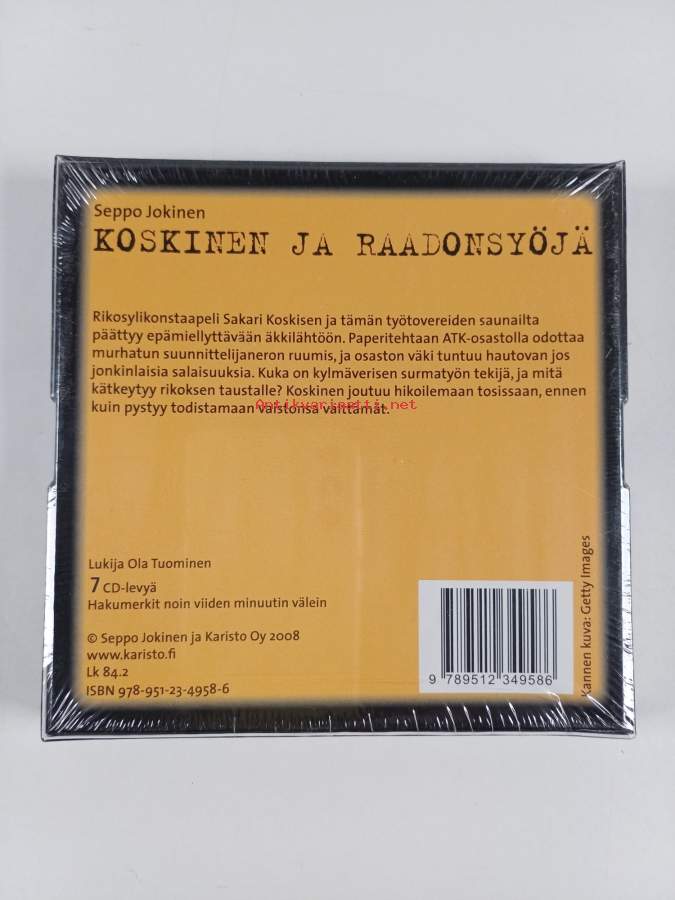 Seppo Jokinen
KOSKINEN JA RAADONSYÖJÄ
Rikosylikonstaapeli Sakari Koskisen ja tämän työtovereiden saunailta
päättyy epämiellyttävään äkkilähtöön. Paperitehtaan ATK-osastolla odottaa
murhatun suunnittelijaneron ruumis, ja osaston väki tuntuu hautovan jos
jonkinlaisia salaisuuksia. Kuka on kylmäverisen surmatyön tekijä, ja mitä
kätkeytyy rikoksen taustalle? Koskinen joutuu hikoilemaan tosissaan, ennen
kuin pystyy todistamaan vaistonsa väittämät.
Antikvariaatti.net
Lukija Ola Tuominen
7 CD-levyä
Hakumerkit noin viiden minuutin välein
© Seppo Jokinen ja Karisto Oy 2008
www.karisto.fi
Lk 84.2
ISBN 978-951-23-4958-6
9 789512 349586
Kannen kuva: Getty Images